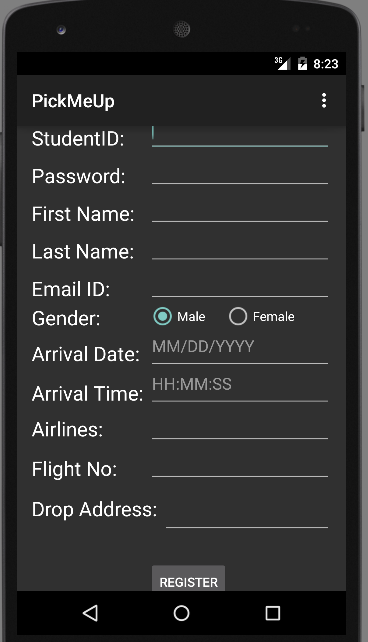 3G 8:23
PickMeUp
StudentID:
Password:
First Name:
Last Name:
Email ID:
Gender: Male Female
Arrival Date: MM/DD/YYYY
Arrival Time: HH:MM:SS
Airlines:
Flight No:
Drop Address:
REGISTER